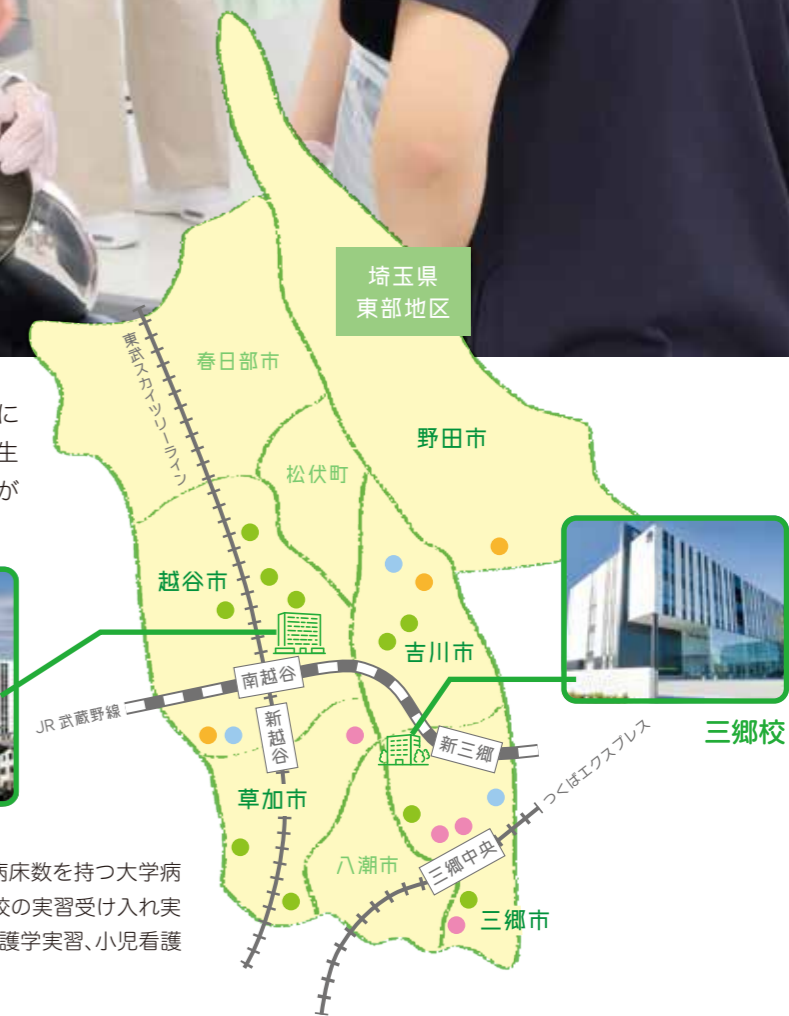 埼玉県
東部地区
東武スカイツリーライン
春日部市
野田市
松伏町
に
生
が
越谷市
吉川市
南越谷
JR 武蔵野線
新越谷
新三郷
三郷校
つくばエクスプレス
草加市
八潮市
三郷中央
三郷市
病床数を持つ大学病
校の実習受け入れ実
護学実習、小児看護